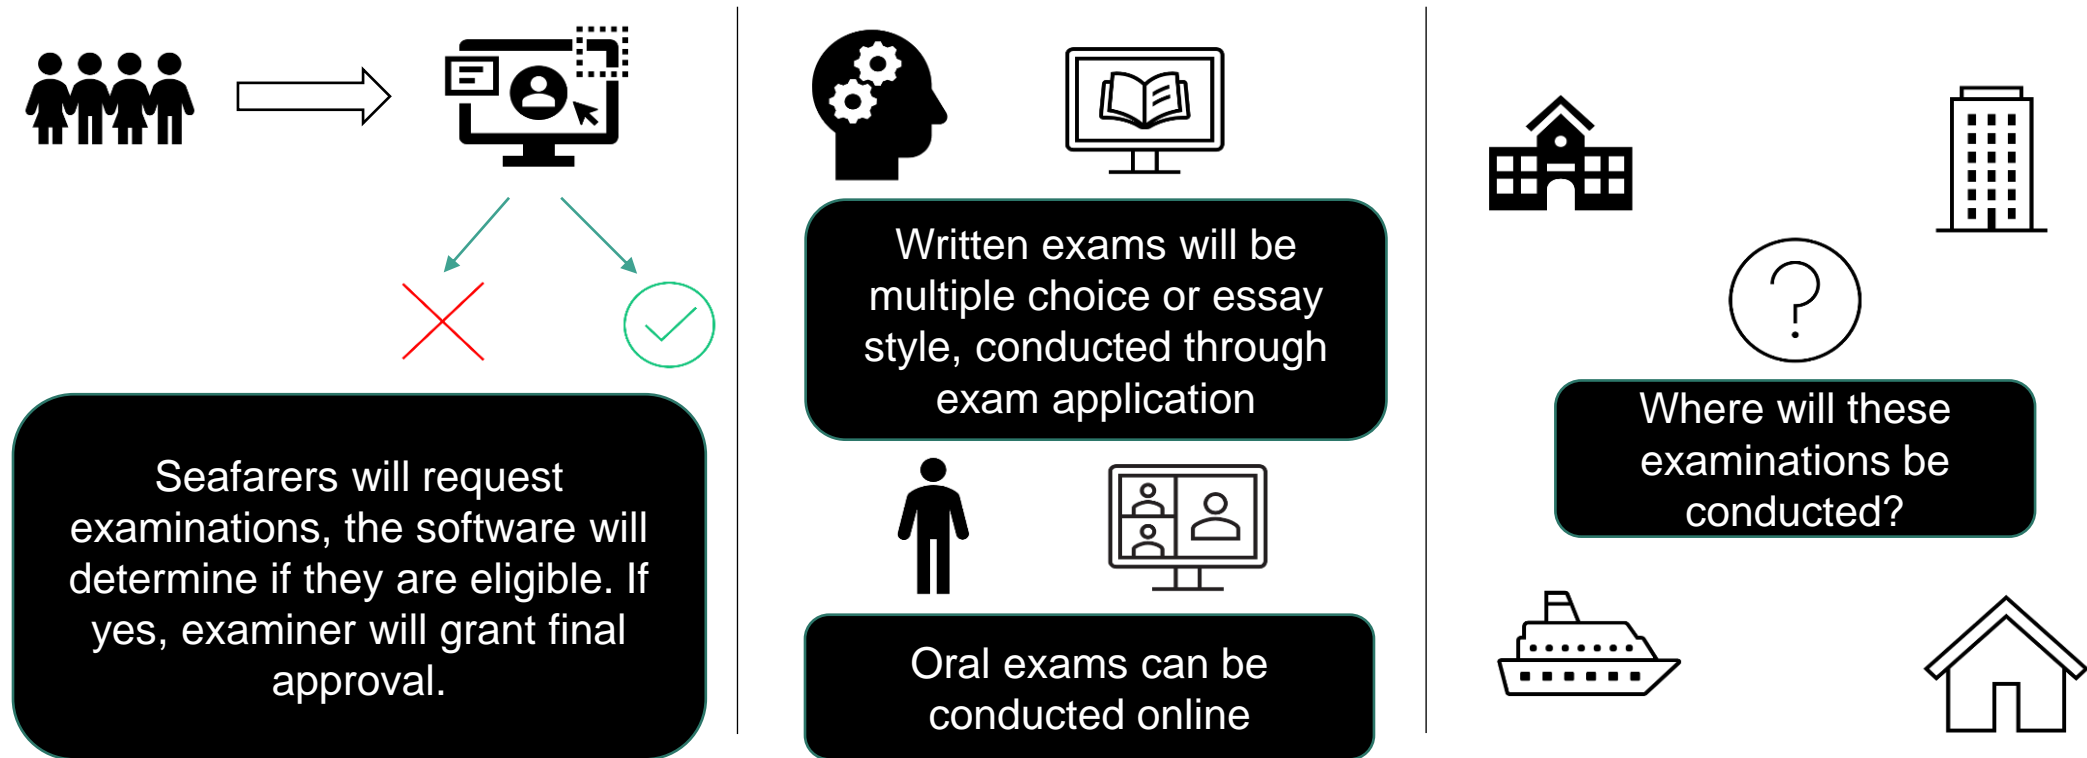 Seafarers will request
examinations, the software will
determine if they are eligible. If
yes, examiner will grant final
approval.
Written exams will be
multiple choice or essay
style, conducted through
exam application
Oral exams can be
conducted online
?
Where will these
examinations be
conducted?